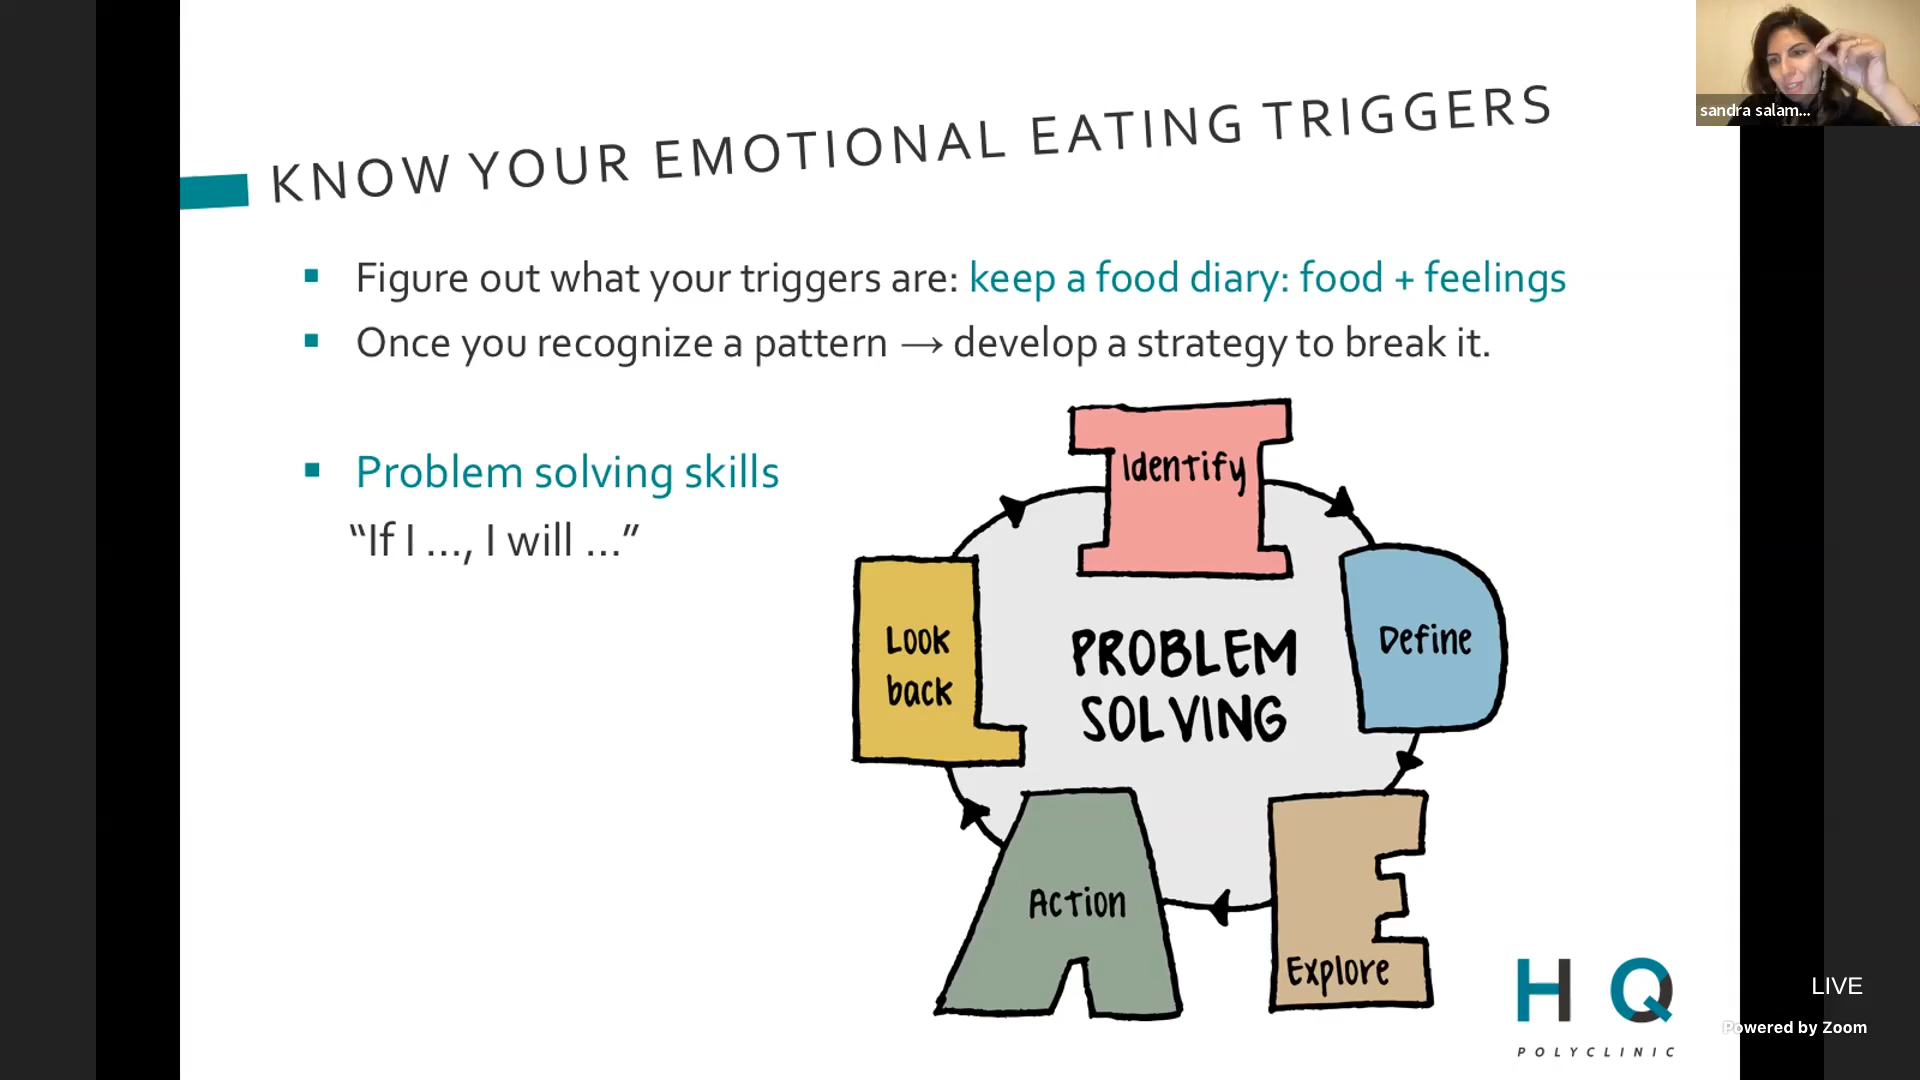 sandra salam...
KNOW YOUR EMOTIONAL EATING TRIGGERS
Figure out what your triggers are: keep a food diary: food + feelings
Once you recognize a pattern → develop a strategy to break it.
Problem solving skills
“If I ..., I will ...”
Identify
Define
Explore
Action
Look
back
PROBLEM
SOLVING
HQ
POLYCLINIC
LIVE
Powered by Zoom